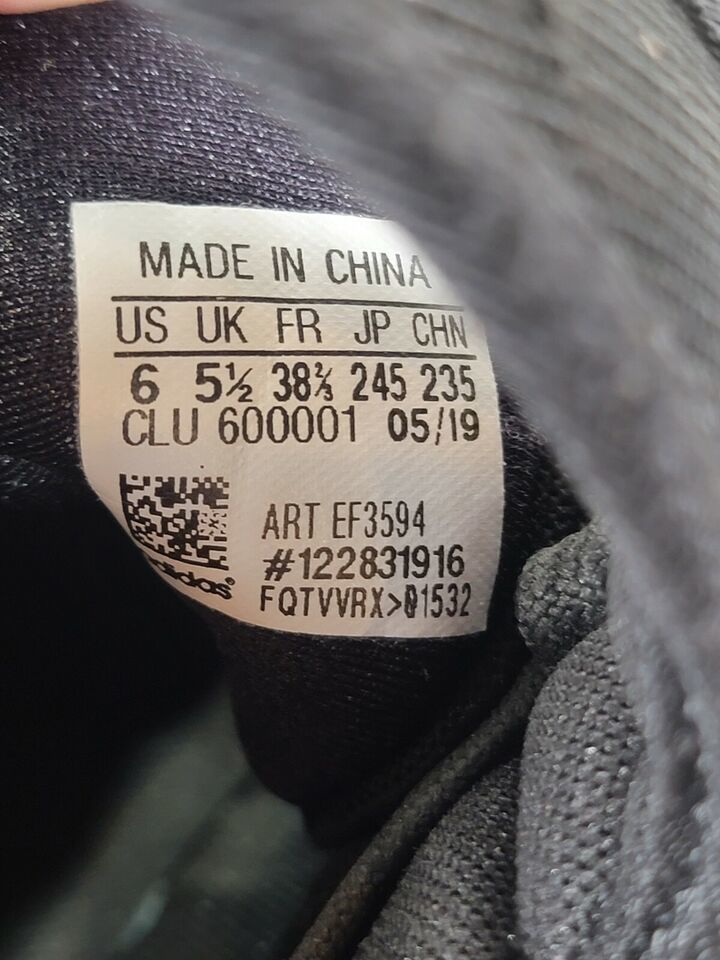 MADE IN CHINA
US UK FR JP CHN
6 5½ 38⅔ 245 235
CLU 600001 05/19
ART EF3594
#122831916
adidas®
FQTVVRX>01532